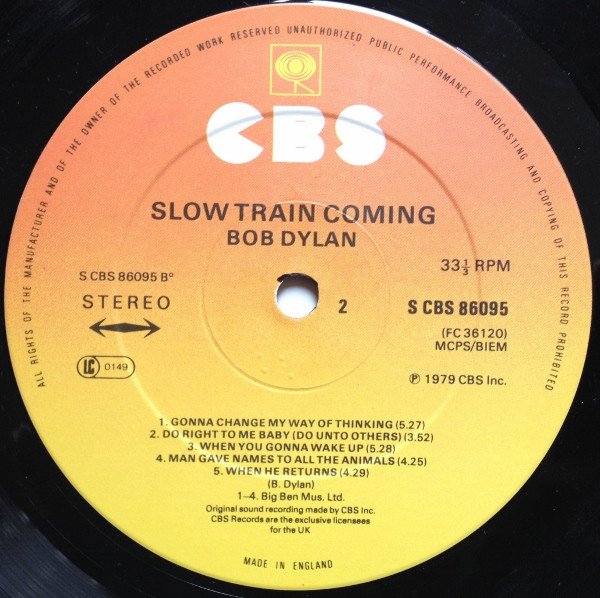 ALL RIGHTS OF THE MANUFACTURER AND OF THE OWNER OF THE RECORDED WORK RESERVED UNAUTHORIZED PUBLIC PERFORMANCE BROADCASTING AND COPYING OF THIS RECORD PROHIBITED
CBS
SLOW TRAIN COMING
BOB DYLAN
33⅓ RPM
S CBS 86095 B°
STEREO
2
S CBS 86095
(FC 36120)
MCPS/BIEM
LC 0149
℗ 1979 CBS Inc.
1. GONNA CHANGE MY WAY OF THINKING (5.27)
2. DO RIGHT TO ME BABY (DO UNTO OTHERS) (3.52)
3. WHEN YOU GONNA WAKE UP (5.28)
4. MAN GAVE NAMES TO ALL THE ANIMALS (4.25)
5. WHEN HE RETURNS (4.29)
(B. Dylan)
1–4. Big Ben Mus. Ltd.
Original sound recording made by CBS Inc.
CBS Records are the exclusive licensees
for the UK
MADE IN ENGLAND